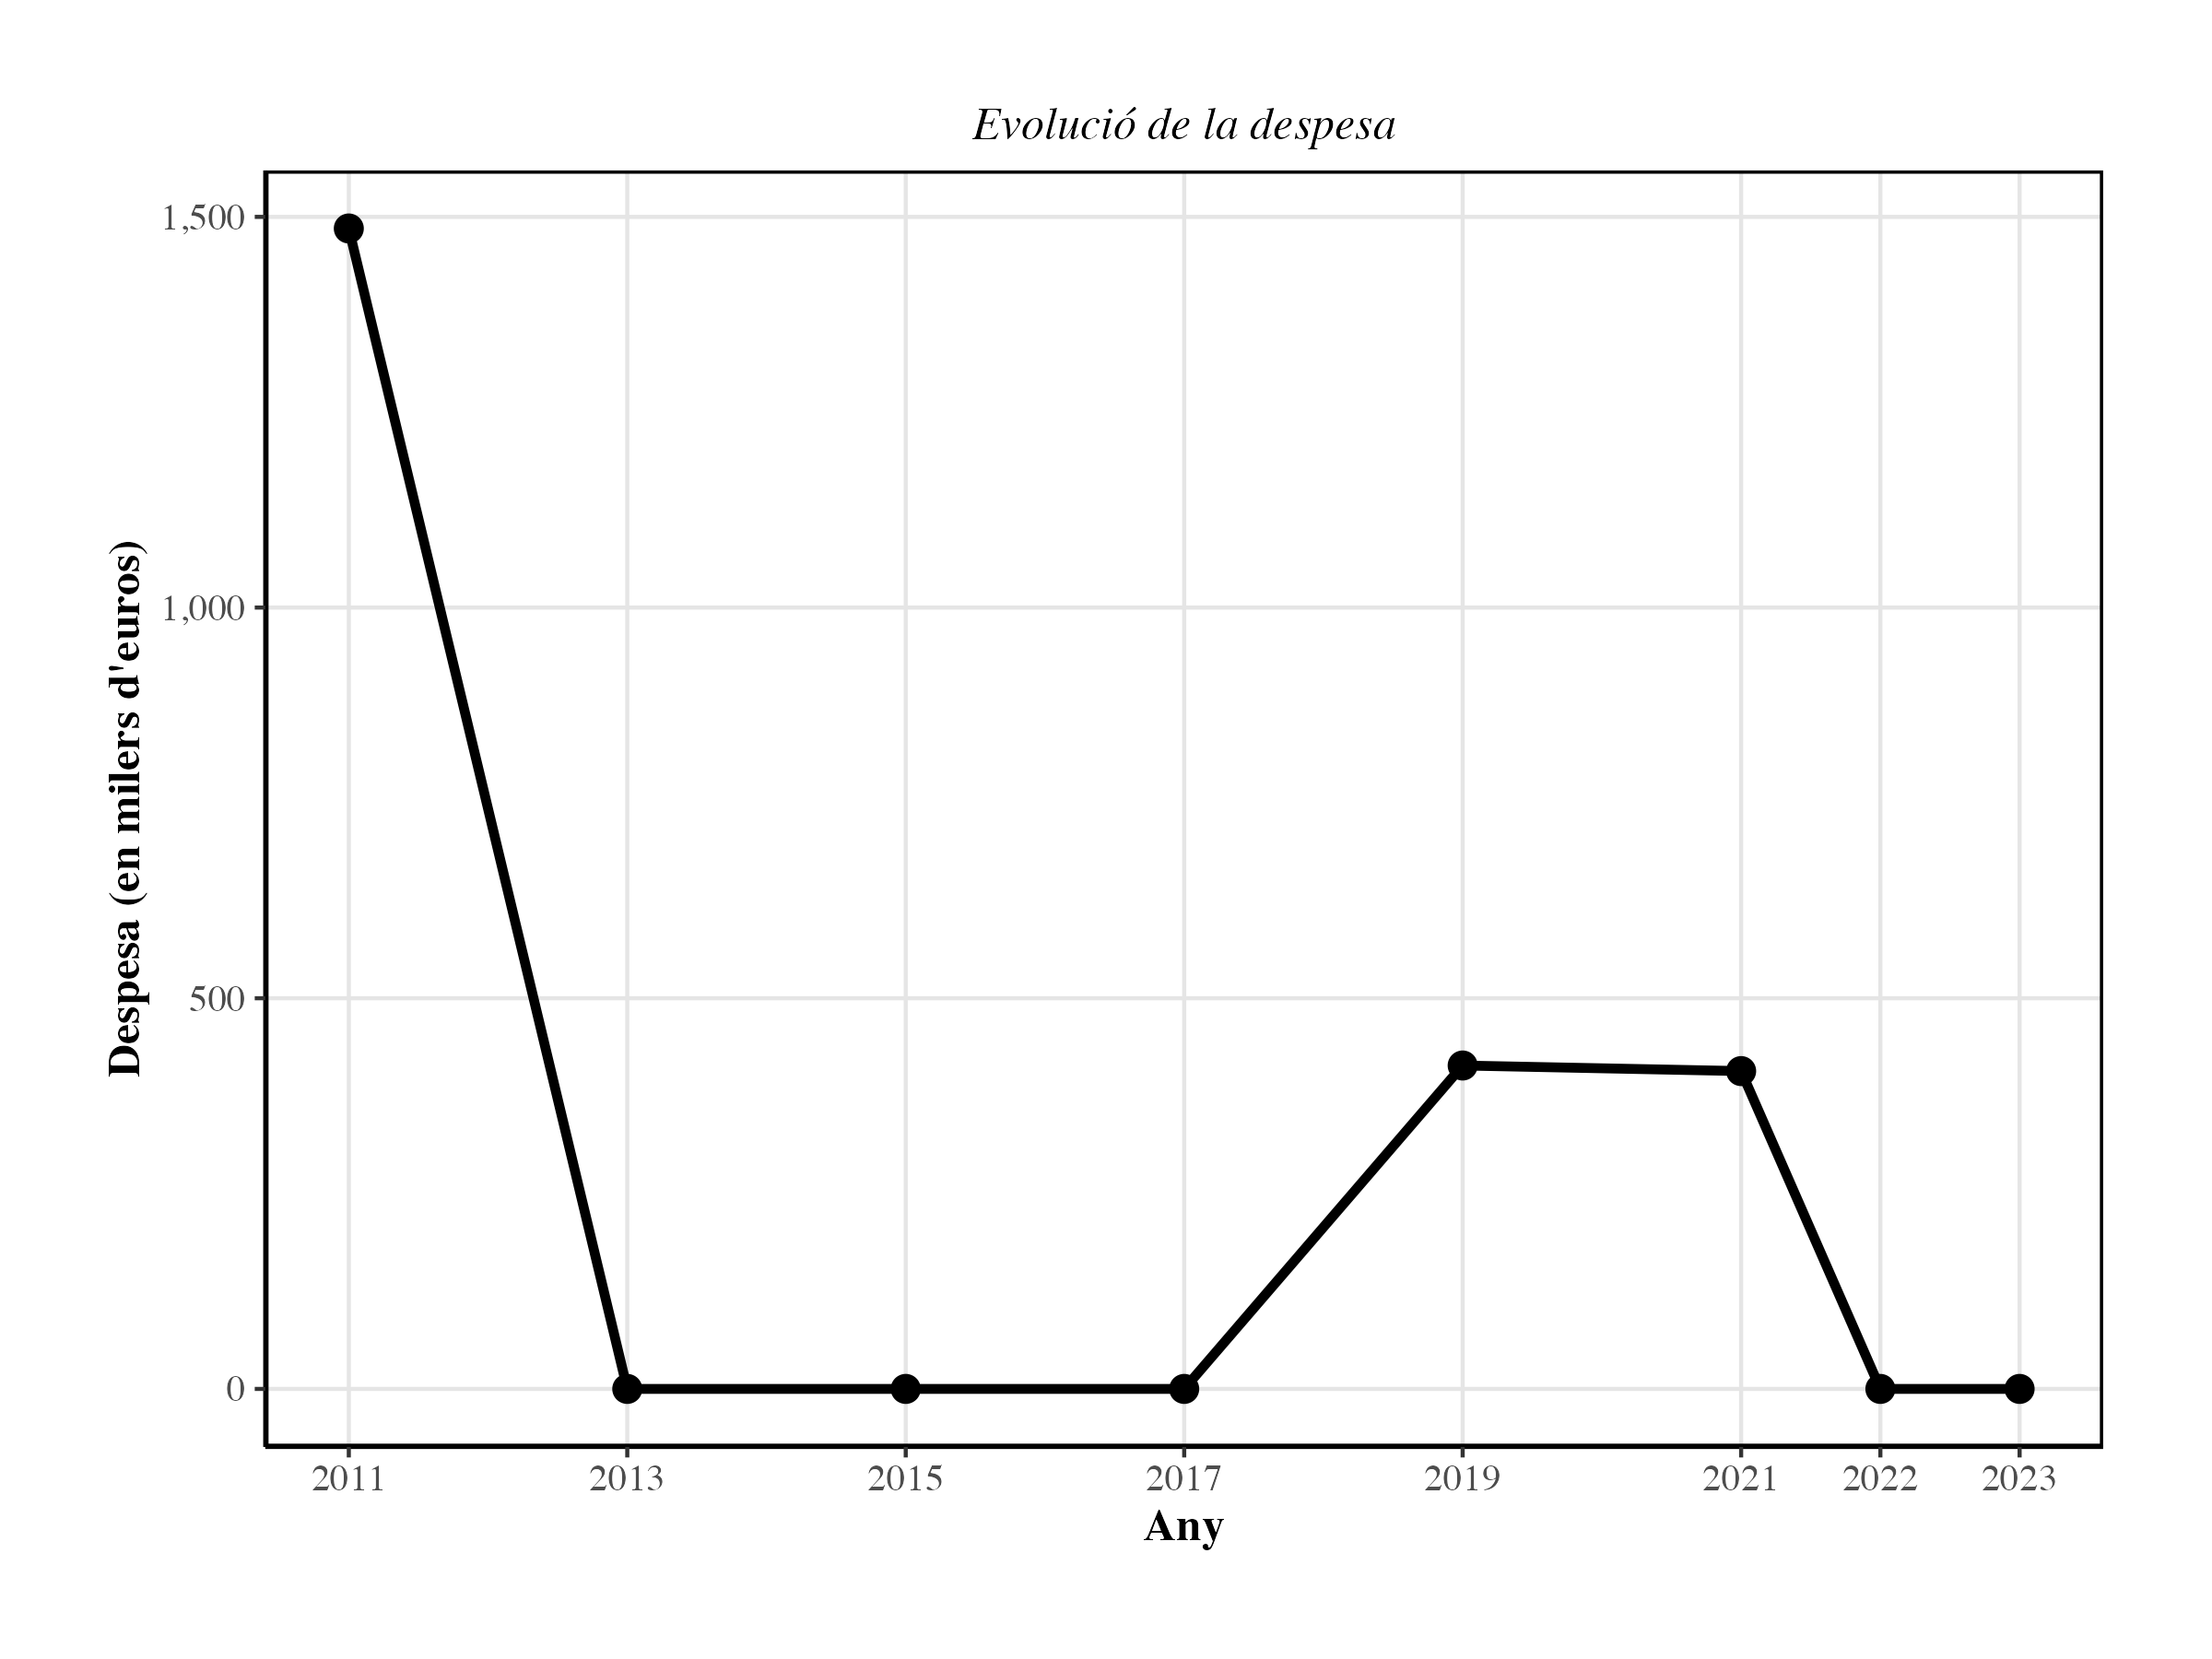 Evolució de la despesa
Despesa (en milers d'euros)
1,500
1,000
500
0
2011 2013 2015 2017 2019 2021 2022 2023
Any